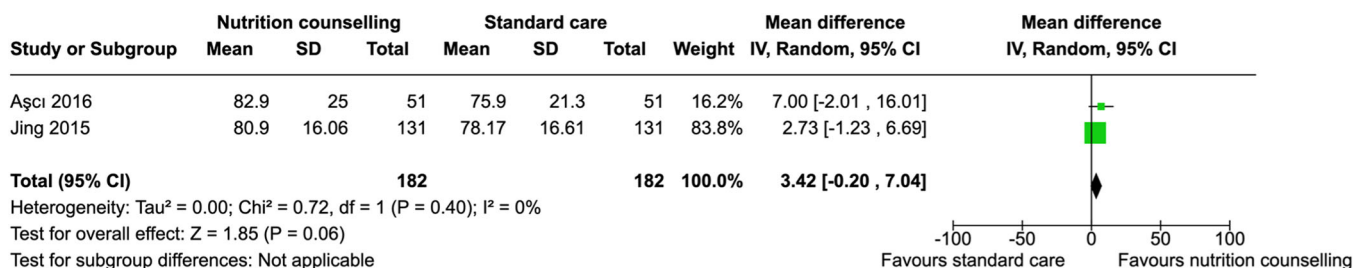 Nutrition counselling Standard care Mean difference Mean difference
Study or Subgroup Mean SD Total Mean SD Total Weight IV, Random, 95% CI IV, Random, 95% CI
Aşcı 2016 82.9 25 51 75.9 21.3 51 16.2% 7.00 [-2.01 , 16.01]
Jing 2015 80.9 16.06 131 78.17 16.61 131 83.8% 2.73 [-1.23 , 6.69]
Total (95% CI) 182 182 100.0% 3.42 [-0.20 , 7.04]
Heterogeneity: Tau² = 0.00; Chi² = 0.72, df = 1 (P = 0.40); I² = 0%
Test for overall effect: Z = 1.85 (P = 0.06) -100 -50 0 50 100
Test for subgroup differences: Not applicable Favours standard care Favours nutrition counselling